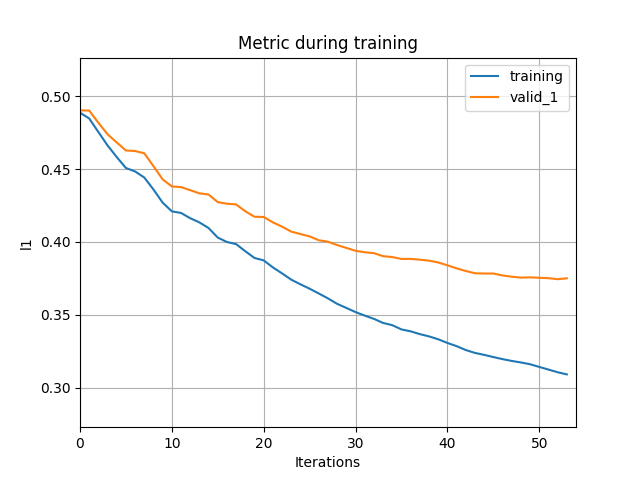 Metric during training
training
valid_1
0.50
0.45
0.40
0.35
0.30
l1
0 10 20 30 40 50
Iterations